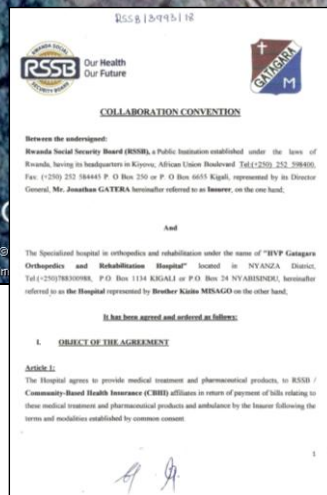 RSSB/3993/18
RWANDA SOCIAL
RSSB
SECURITY BOARD
Our Health
Our Future
GATAGARA
M
COLLABORATION CONVENTION
Between the undersigned:
Rwanda Social Security Board (RSSB), a Public Institution established under the laws of
Rwanda, having its headquarters in Kiyovu, African Union Boulevard Tel:(+250) 252 598400,
Fax: (+250) 252 584445 P. O Box 250 or P. O Box 6655 Kigali, represented by its Director
General, Mr. Jonathan GATERA hereinafter referred to as Insurer, on the one hand;
And
The Specialized hospital in orthopedics and rehabilitation under the name of "HVP Gatagara
Orthopedics and Rehabilitation Hospital" located in NYANZA District,
Tel:(+250)788300988, P.O Box 1134 KIGALI or P.O. Box 24 NYABISINDU, hereinafter
referred to as the Hospital represented by Brother Kizito MISAGO on the other hand;
It has been agreed and ordered as follows:
I. OBJECT OF THE AGREEMENT
Article 1:
The Hospital agrees to provide medical treatment and pharmaceutical products, to RSSB /
Community-Based Health Insurance (CBHI) affiliates in return of payment of bills relating to
these medical treatment and pharmaceutical products and ambulance by the Insurer following the
terms and modalities established by common consent.
1